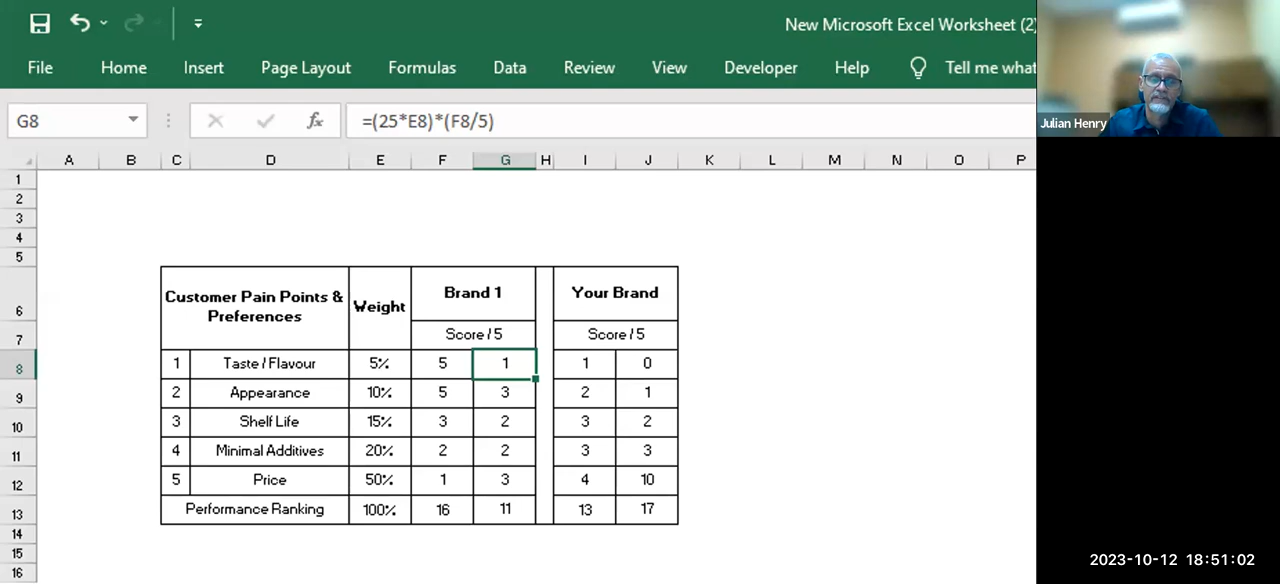 New Microsoft Excel Worksheet (2)
File Home Insert Page Layout Formulas Data Review View Developer Help Tell me what
Julian Henry
G8 fx =(25*E8)*(F8/5)
A B C D E F G H I J K L M N O P
1
2
3
4
5
6 Customer Pain Points & Preferences Weight Brand 1 Your Brand
7 Score / 5 Score / 5
8 1 Taste / Flavour 5% 5 1 1 0
9 2 Appearance 10% 5 3 2 1
10 3 Shelf Life 15% 3 2 3 2
11 4 Minimal Additives 20% 2 2 3 3
12 5 Price 50% 1 3 4 10
13 Performance Ranking 100% 16 11 13 17
14
15
16
2023-10-12 18:51:02